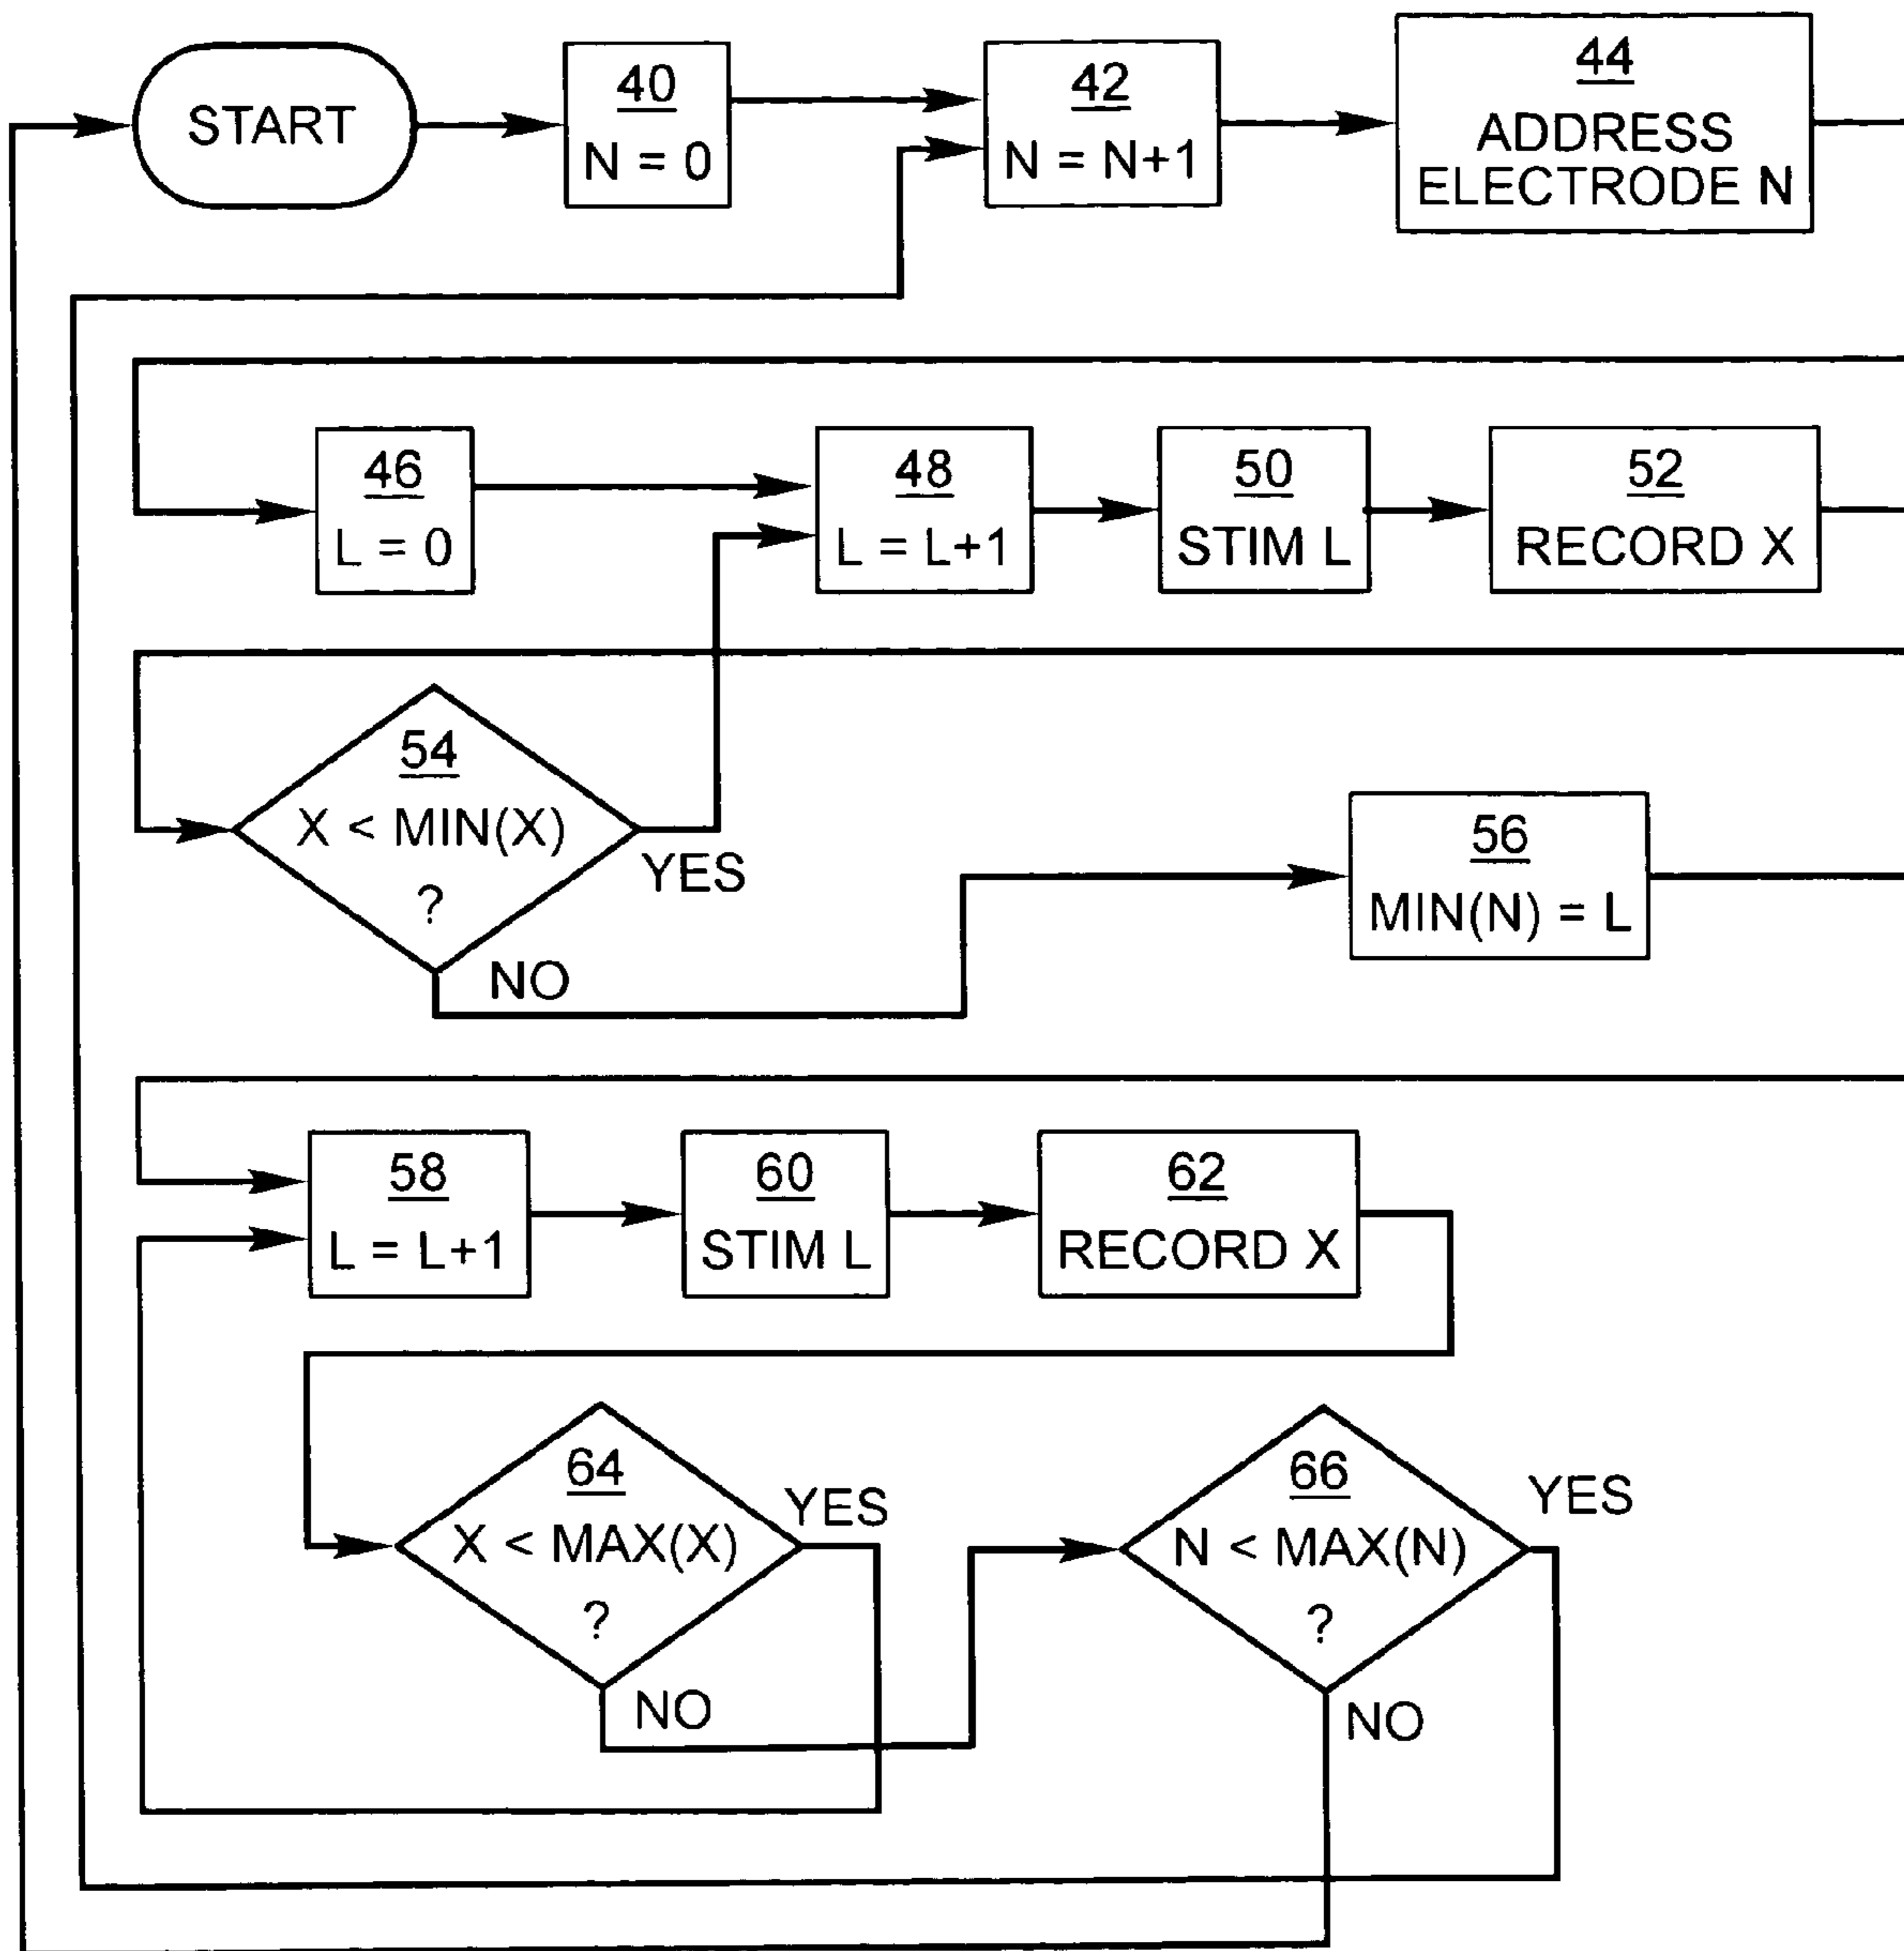 START
40
N = 0
42
N = N+1
44
ADDRESS
ELECTRODE N
46
L = 0
48
L = L+1
50
STIM L
52
RECORD X
54
X < MIN(X)
?
YES
NO
56
MIN(N) = L
58
L = L+1
60
STIM L
62
RECORD X
64
X < MAX(X)
?
YES
NO
66
N < MAX(N)
?
YES
NO